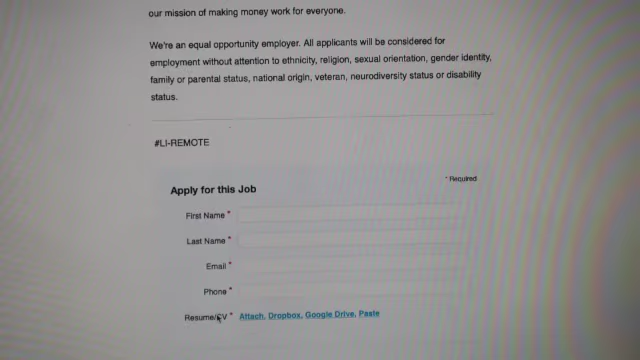 our mission of making money work for everyone.
We're an equal opportunity employer. All applicants will be considered for
employment without attention to ethnicity, religion, sexual orientation, gender identity,
family or parental status, national origin, veteran, neurodiversity status or disability
status.
#LI-REMOTE
* Required
Apply for this Job
First Name *
Last Name *
Email *
Phone *
Resume/CV * Attach, Dropbox, Google Drive, Paste